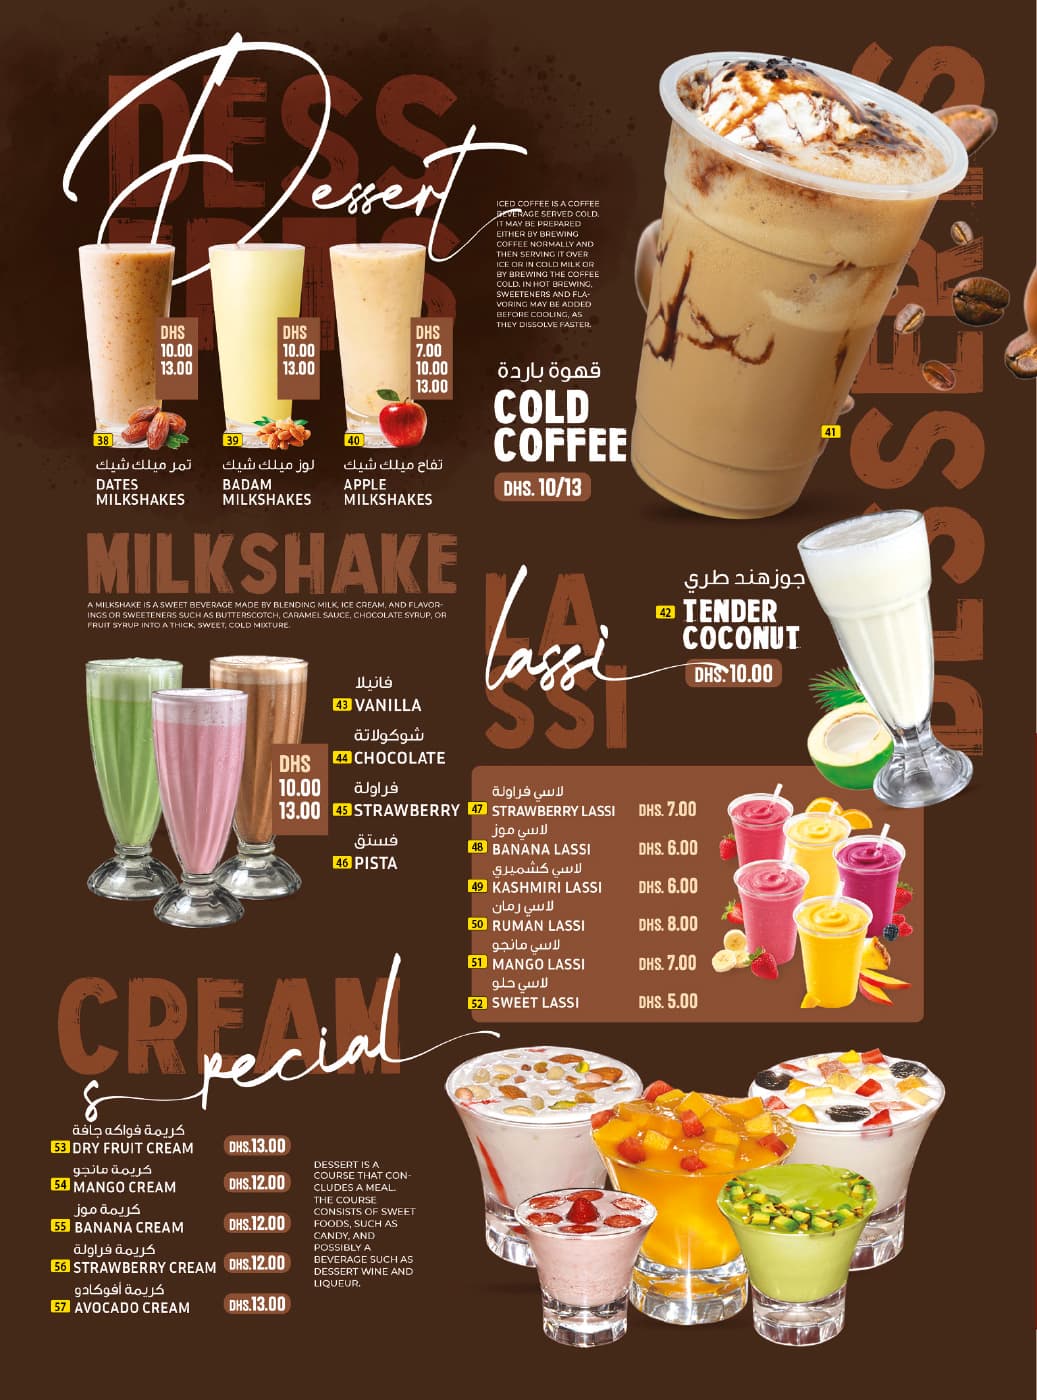 DESSERTS
Dessert
DHS
10.00
13.00
38
تمر ميلك شيك
DATES
MILKSHAKES
DHS
10.00
13.00
39
لوز ميلك شيك
BADAM
MILKSHAKES
DHS
7.00
10.00
13.00
40
تفاح ميلك شيك
APPLE
MILKSHAKES
ICED COFFEE IS A COFFEE
BEVERAGE SERVED COLD.
IT MAY BE PREPARED
EITHER BY BREWING
COFFEE NORMALLY AND
THEN SERVING IT OVER
ICE OR IN COLD MILK OR
BY BREWING THE COFFEE
COLD. IN HOT BREWING,
SWEETENERS AND FLA-
VORING MAY BE ADDED
BEFORE COOLING, AS
THEY DISSOLVE FASTER.
قهوة باردة
COLD
COFFEE
DHS. 10/13
41
DESSERTS
MILKSHAKE
A MILKSHAKE IS A SWEET BEVERAGE MADE BY BLENDING MILK, ICE CREAM, AND FLAVOR-
INGS OR SWEETENERS SUCH AS BUTTERSCOTCH, CARAMEL SAUCE, CHOCOLATE SYRUP, OR
FRUIT SYRUP INTO A THICK, SWEET, COLD MIXTURE.
DHS
10.00
13.00
فانيلا
43 VANILLA
شوكولاتة
44 CHOCOLATE
فراولة
45 STRAWBERRY
فستق
46 PISTA
جوزهند طري
42 TENDER
COCONUT
DHS. 10.00
LASSI
lassi
لاسي فراولة
47 STRAWBERRY LASSI DHS. 7.00
لاسي موز
48 BANANA LASSI DHS. 6.00
لاسي كشميري
49 KASHMIRI LASSI DHS. 6.00
لاسي رمان
50 RUMAN LASSI DHS. 8.00
لاسي مانجو
51 MANGO LASSI DHS. 7.00
لاسي حلو
52 SWEET LASSI DHS. 5.00
CREAM
special
كريمة فواكه جافة
53 DRY FRUIT CREAM DHS.13.00
كريمة مانجو
54 MANGO CREAM DHS.12.00
كريمة موز
55 BANANA CREAM DHS.12.00
كريمة فراولة
56 STRAWBERRY CREAM DHS.12.00
كريمة أفوكادو
57 AVOCADO CREAM DHS.13.00
DESSERT IS A
COURSE THAT CON-
CLUDES A MEAL.
THE COURSE
CONSISTS OF SWEET
FOODS, SUCH AS
CANDY, AND
POSSIBLY A
BEVERAGE SUCH AS
DESSERT WINE AND
LIQUEUR.